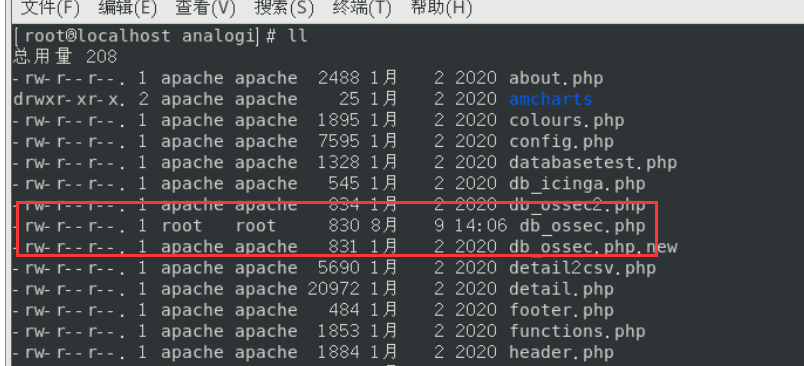 文件(F) 编辑(E) 查看(V) 搜索(S) 终端(T) 帮助(H)
[root@localhost analogi]# ll
总用量 208
-rw-r--r--. 1 apache apache 2488 1月 2 2020 about.php
drwxr-xr-x. 2 apache apache 25 1月 2 2020 amcharts
-rw-r--r--. 1 apache apache 1895 1月 2 2020 colours.php
-rw-r--r--. 1 apache apache 7595 1月 2 2020 config.php
-rw-r--r--. 1 apache apache 1328 1月 2 2020 databasetest.php
-rw-r--r--. 1 apache apache 545 1月 2 2020 db_icinga.php
-rw-r--r--. 1 apache apache 834 1月 2 2020 db_ossec2.php
-rw-r--r--. 1 root root 830 8月 9 14:06 db_ossec.php
-rw-r--r--. 1 apache apache 831 1月 2 2020 db_ossec.php.new
-rw-r--r--. 1 apache apache 5690 1月 2 2020 detail2csv.php
-rw-r--r--. 1 apache apache 20972 1月 2 2020 detail.php
-rw-r--r--. 1 apache apache 484 1月 2 2020 footer.php
-rw-r--r--. 1 apache apache 1853 1月 2 2020 functions.php
-rw-r--r--. 1 apache apache 1884 1月 2 2020 header.php